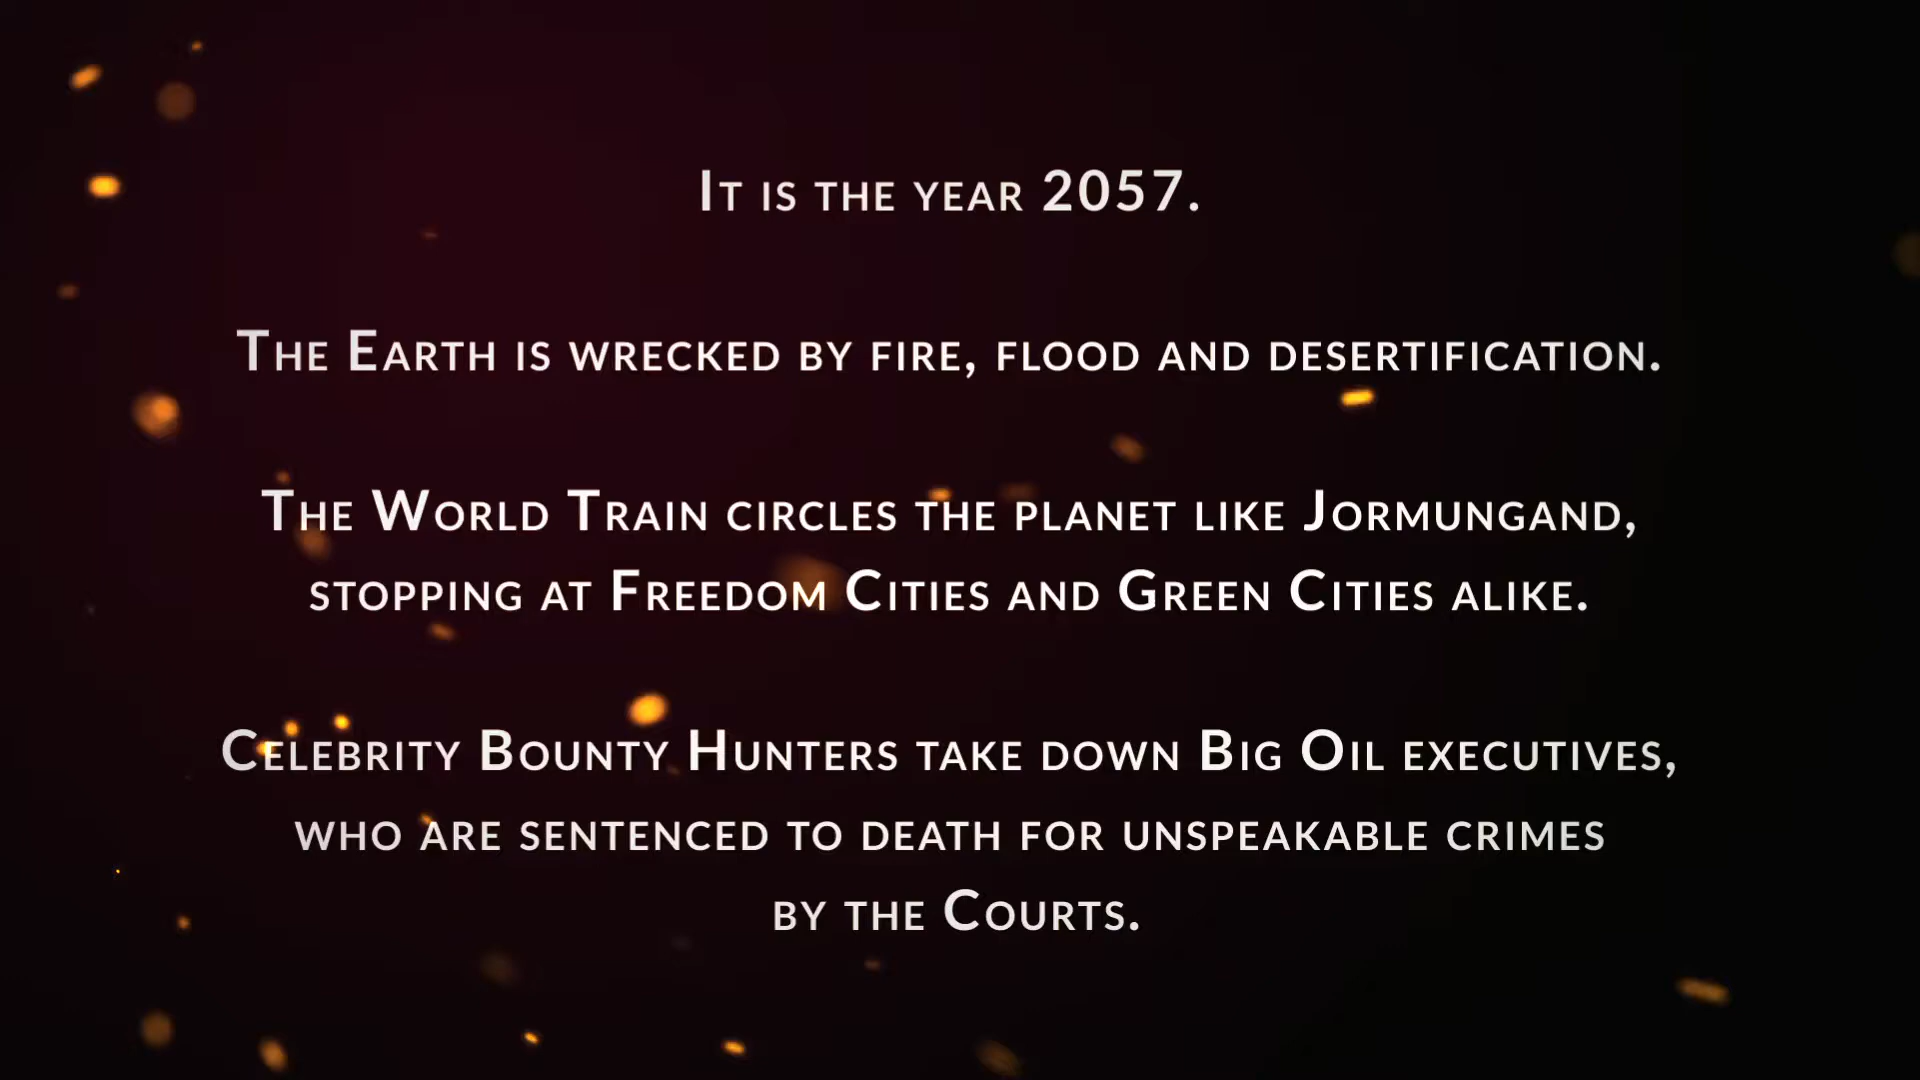 It is the year 2057.
The Earth is wrecked by fire, flood and desertification.
The World Train circles the planet like Jormungand,
stopping at Freedom Cities and Green Cities alike.
Celebrity Bounty Hunters take down Big Oil executives,
who are sentenced to death for unspeakable crimes
by the Courts.